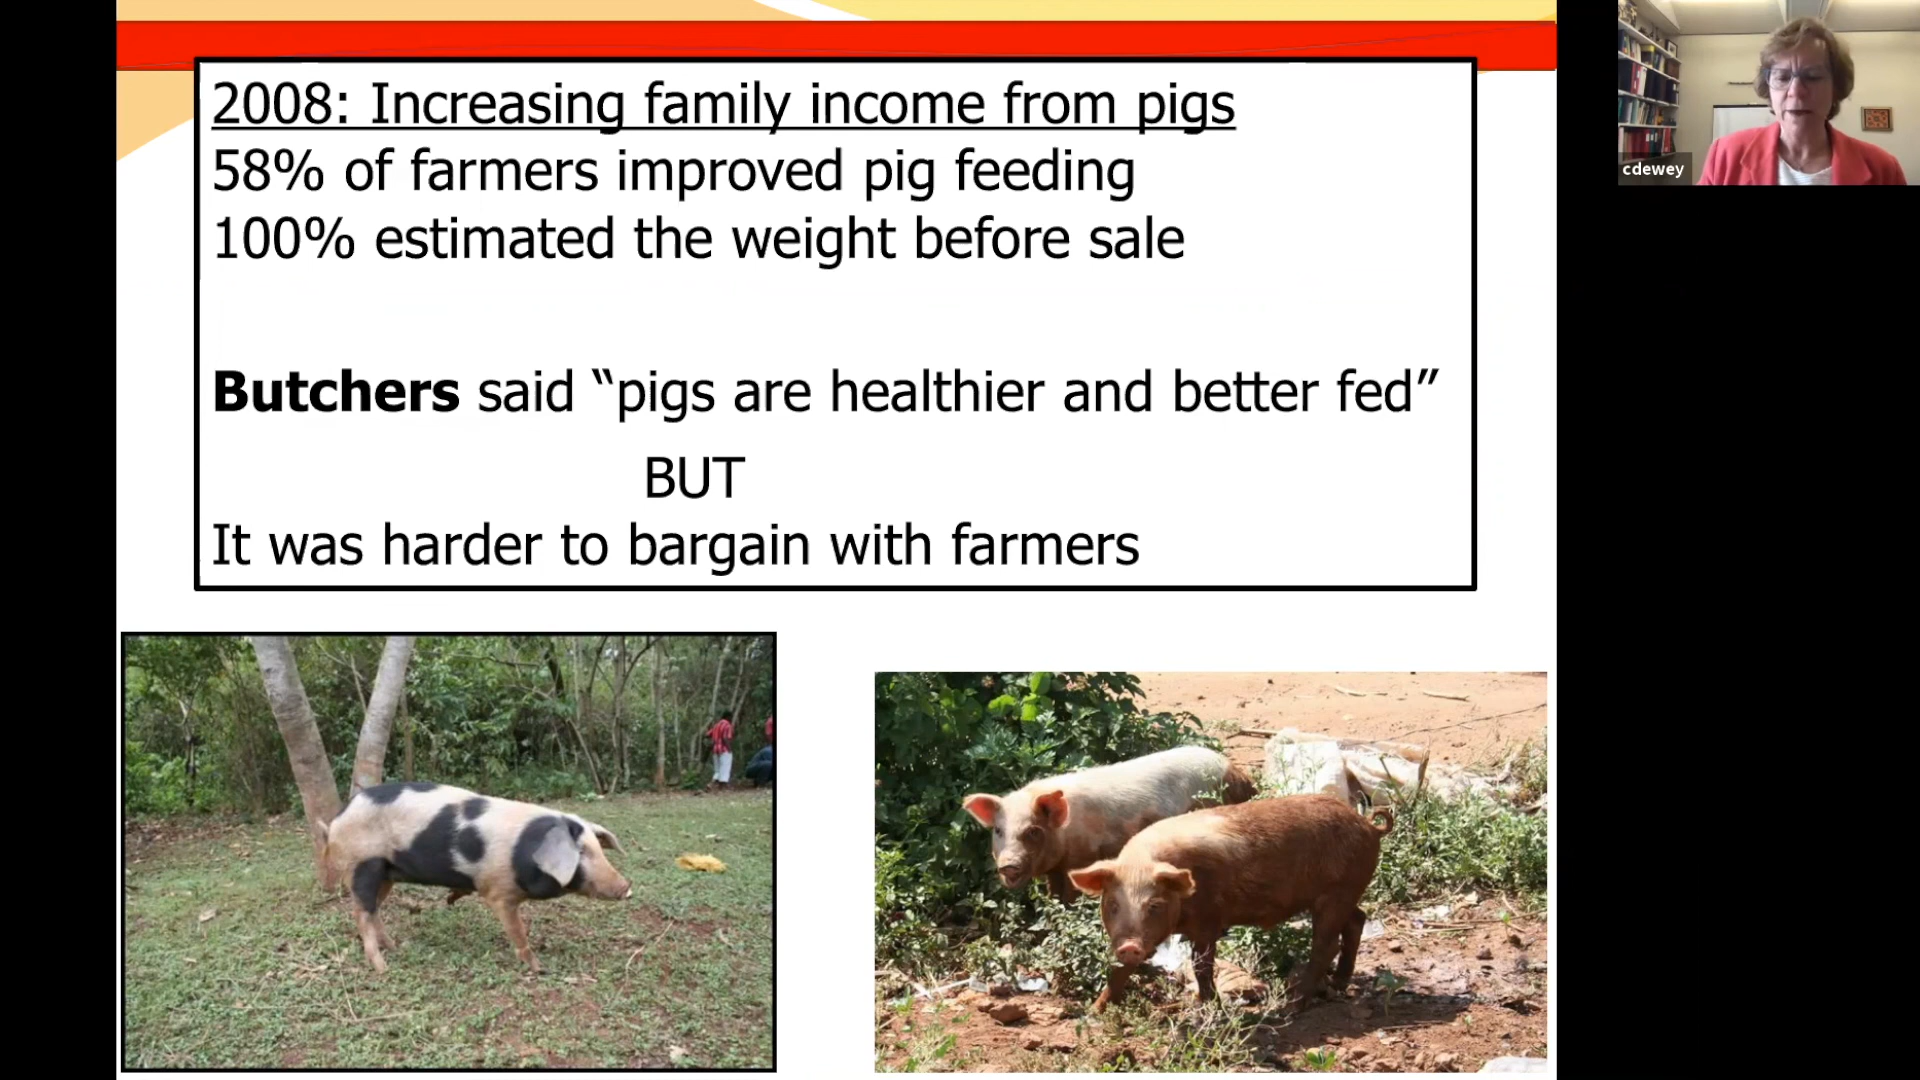 2008: Increasing family income from pigs
58% of farmers improved pig feeding
100% estimated the weight before sale
Butchers said “pigs are healthier and better fed”
BUT
It was harder to bargain with farmers
cdewey